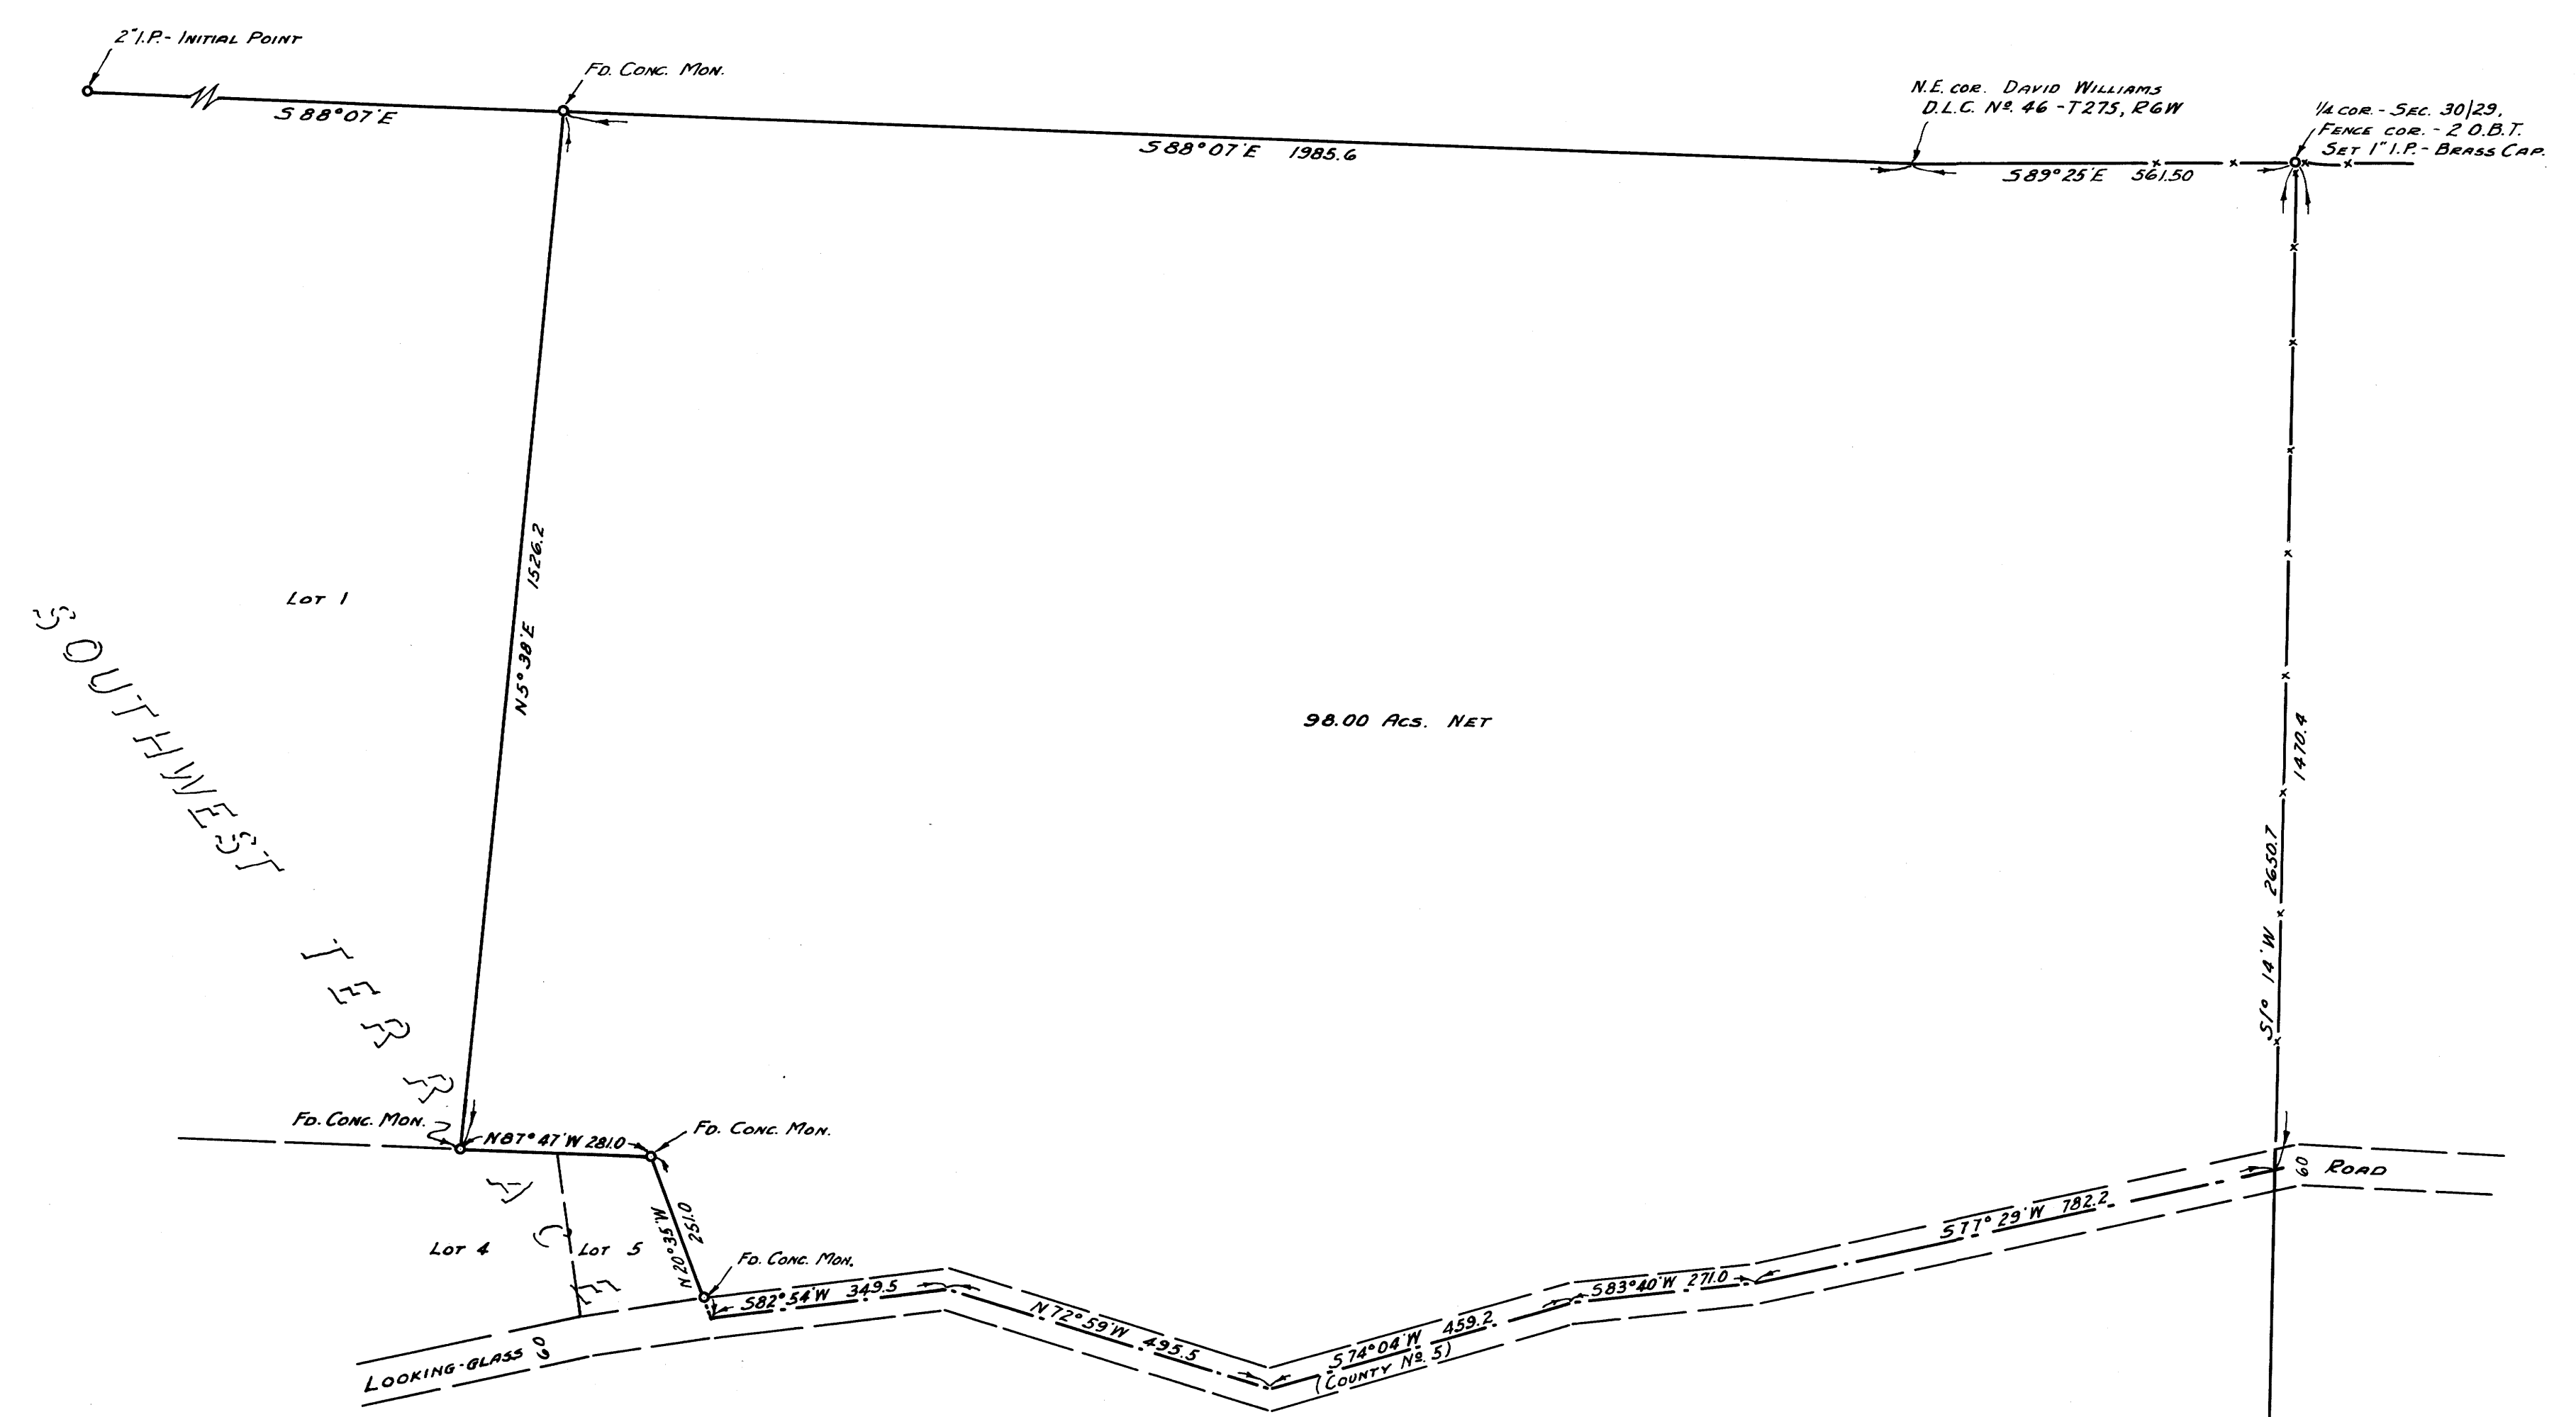 2" I.P. - INITIAL POINT
FD. CONC. MON.
N.E. COR. DAVID WILLIAMS
D.L.C. Nº. 46 - T27S, R6W
1/4 COR. - SEC. 30|29,
FENCE COR. - 2 O.B.T.
SET 1" I.P. - BRASS CAP.
S 88° 07' E
S 88° 07' E 1985.6
S 89° 25' E 561.50
N 5° 38' E 1526.2
LOT 1
SOUTHWEST TERRACE
98.00 ACS. NET
1470.4
S 1° 14' W 2650.7
FD. CONC. MON.
N 87° 47' W 281.0
FD. CONC. MON.
N 20° 35' W
251.0
LOT 4
LOT 5
FD. CONC. MON.
S 82° 54' W 349.5
N 72° 59' W 495.5
S 74° 04' W 459.2
(COUNTY Nº. 5)
S 83° 40' W 271.0
S 77° 29' W 782.2
60
ROAD
LOOKING-GLASS
60